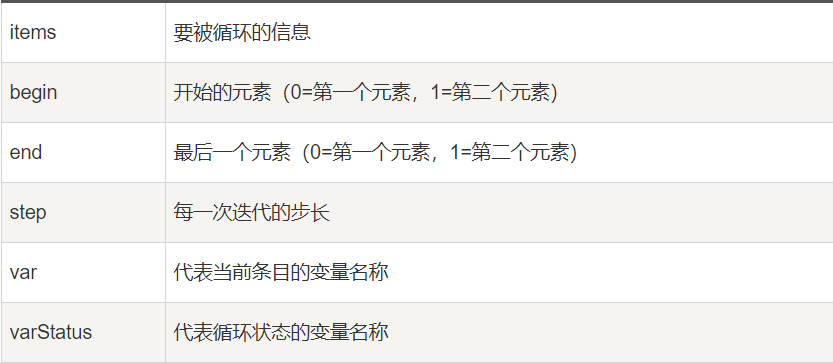 items 要被循环的信息
begin 开始的元素（0=第一个元素，1=第二个元素）
end 最后一个元素（0=第一个元素，1=第二个元素）
step 每一次迭代的步长
var 代表当前条目的变量名称
varStatus 代表循环状态的变量名称